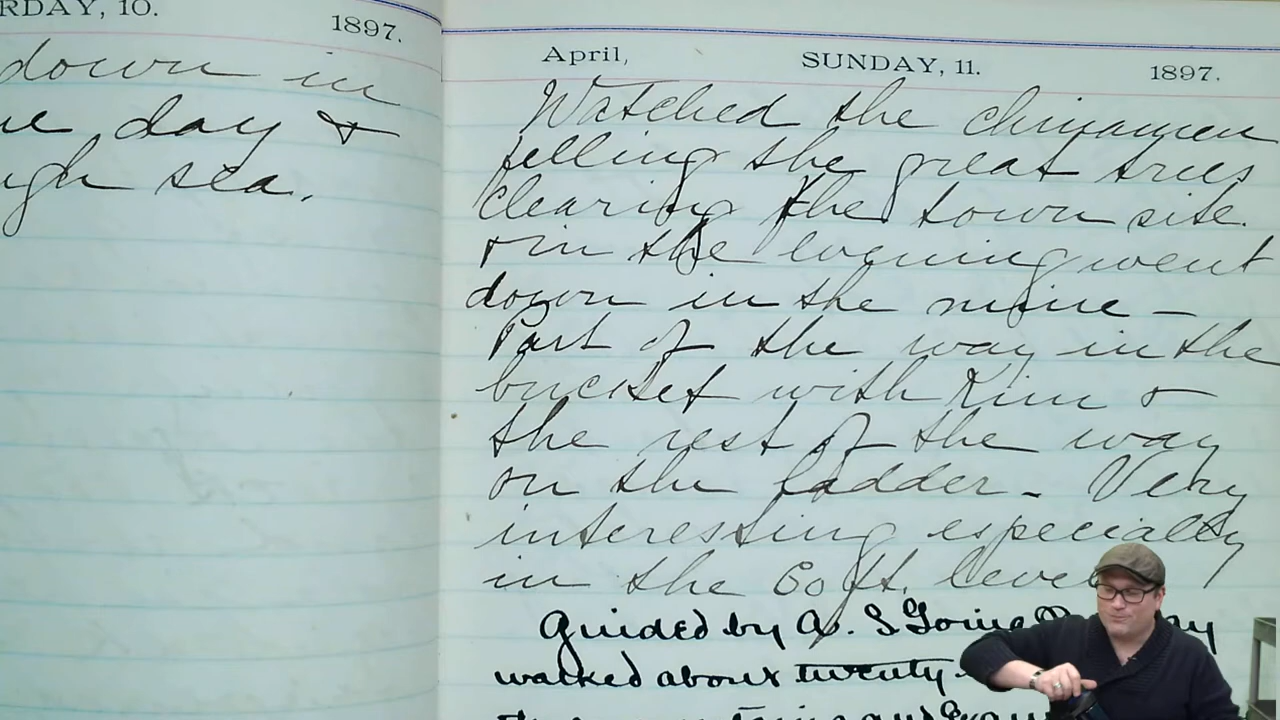 RDAY, 10. 1897.
down in
day &
sea.
April, SUNDAY, 11. 1897.
Watched the chinamen
felling the great trees
clearing the town site.
& in the evening went
down in the mine –
Part of the way in the
bucket with Kim &
the rest of the way
on the ladder – Very
interesting especially
in the 60 ft. level
Guided by A. S Going
walked about twenty
and